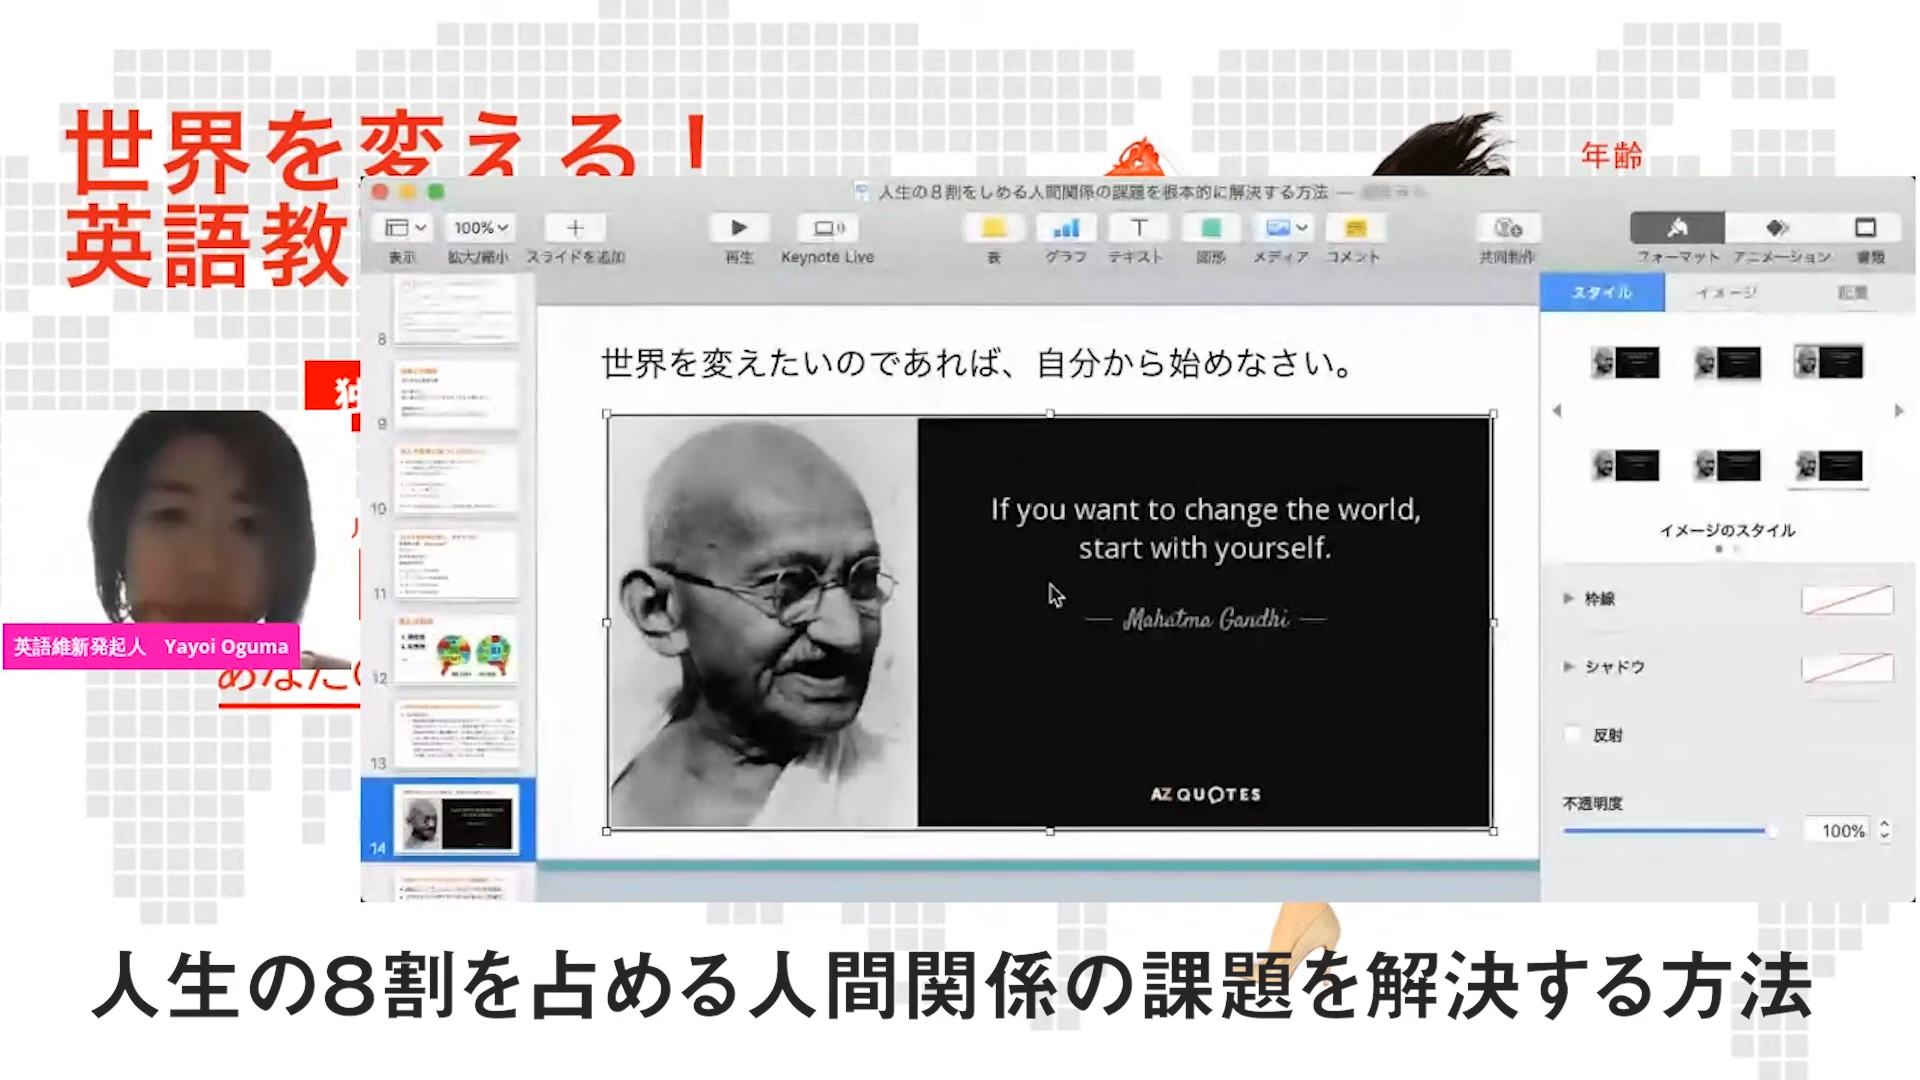 世界を変える！
英語教
年齢
独
人生の８割をしめる人間関係の課題を根本的に解決する方法 —
100%
表示
拡大/縮小
スライドを追加
再生
Keynote Live
表
グラフ
テキスト
図形
メディア
コメント
共同制作
フォーマット
アニメーション
書類
スタイル
イメージ
配置
8
9
10
11
12
13
14
世界を変えたいのであれば、自分から始めなさい。
If you want to change the world,
start with yourself.
— Mahatma Gandhi —
AZ QUOTES
イメージのスタイル
枠線
シャドウ
反射
不透明度
100%
英語維新発起人　Yayoi Oguma
あなた
人生の８割を占める人間関係の課題を解決する方法